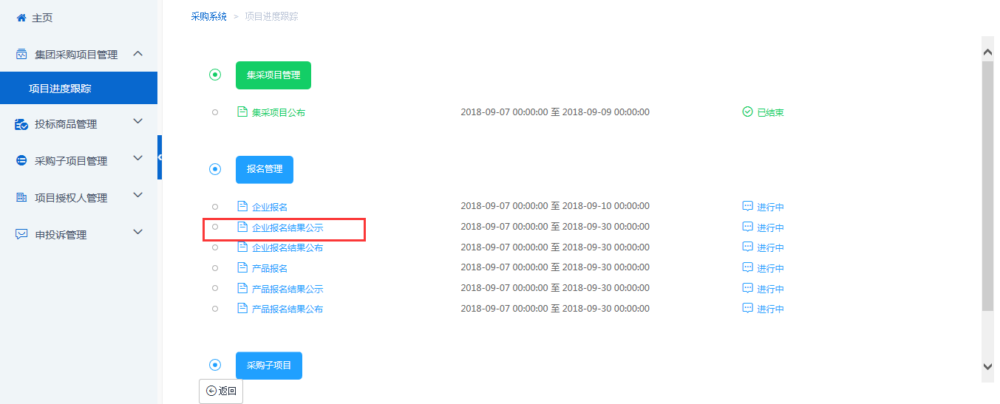 主页
集团采购项目管理
项目进度跟踪
投标商品管理
采购子项目管理
项目授权人管理
申投诉管理
采购系统 > 项目进度跟踪
集采项目管理
集采项目公布 2018-09-07 00:00:00 至 2018-09-09 00:00:00 已结束
报名管理
企业报名 2018-09-07 00:00:00 至 2018-09-10 00:00:00 进行中
企业报名结果公示 2018-09-07 00:00:00 至 2018-09-30 00:00:00 进行中
企业报名结果公布 2018-09-07 00:00:00 至 2018-09-30 00:00:00 进行中
产品报名 2018-09-07 00:00:00 至 2018-09-30 00:00:00 进行中
产品报名结果公示 2018-09-07 00:00:00 至 2018-09-30 00:00:00 进行中
产品报名结果公布 2018-09-07 00:00:00 至 2018-09-30 00:00:00 进行中
采购子项目
返回